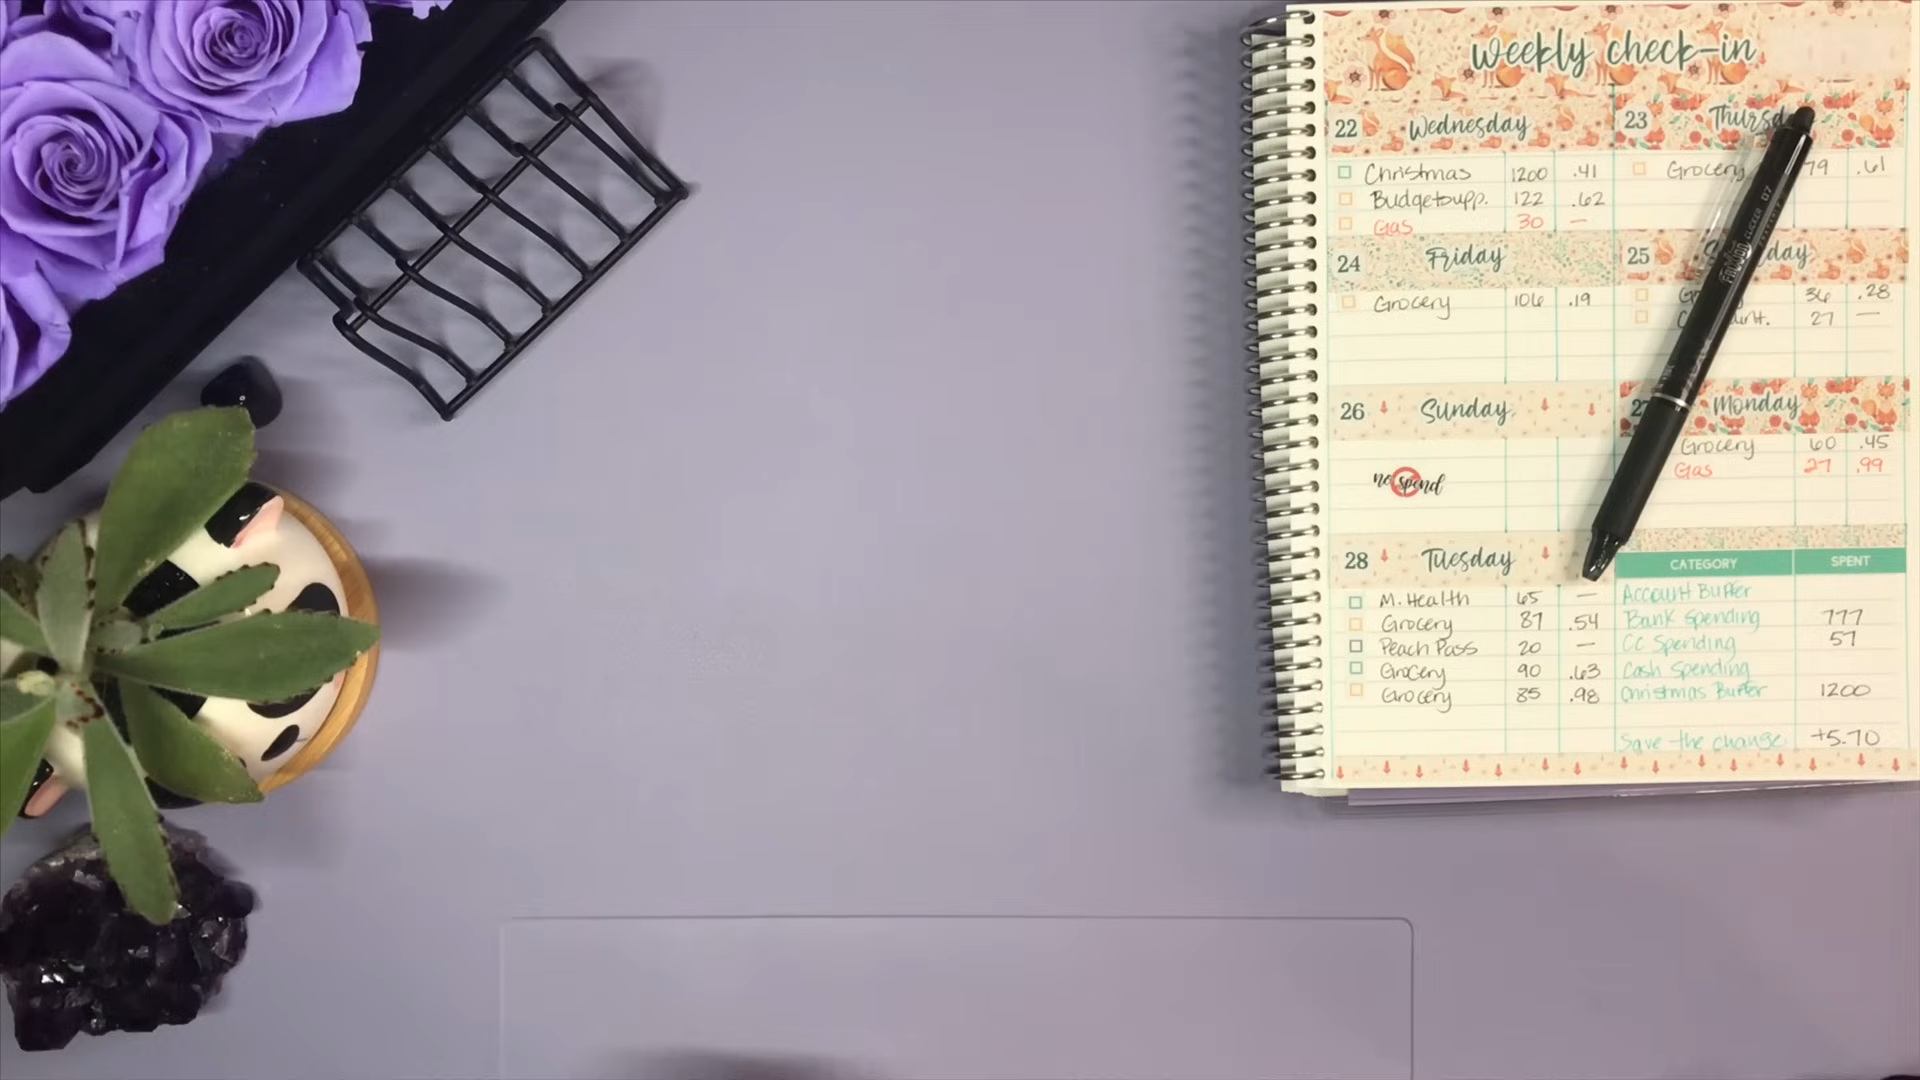 weekly check-in
22 Wednesday
Christmas 1200 .41
Budgetsupp. 122 .62
Gas 30 —
23
Grocery 79 .61
24 Friday
Grocery 106 .19
25
36 .28
27 —
26 Sunday
no spend
Monday
Grocery 60 .45
Gas 27 .99
28 Tuesday
M. Health 65 —
Grocery 87 .54
Peach Pass 20 —
Grocery 90 .63
Grocery 85 .98
CATEGORY SPENT
Account Buffer
Bank Spending 777
CC Spending 57
Cash Spending
Christmas Buffer 1200
Save the change +5.70
FRIXION CLICKER 07